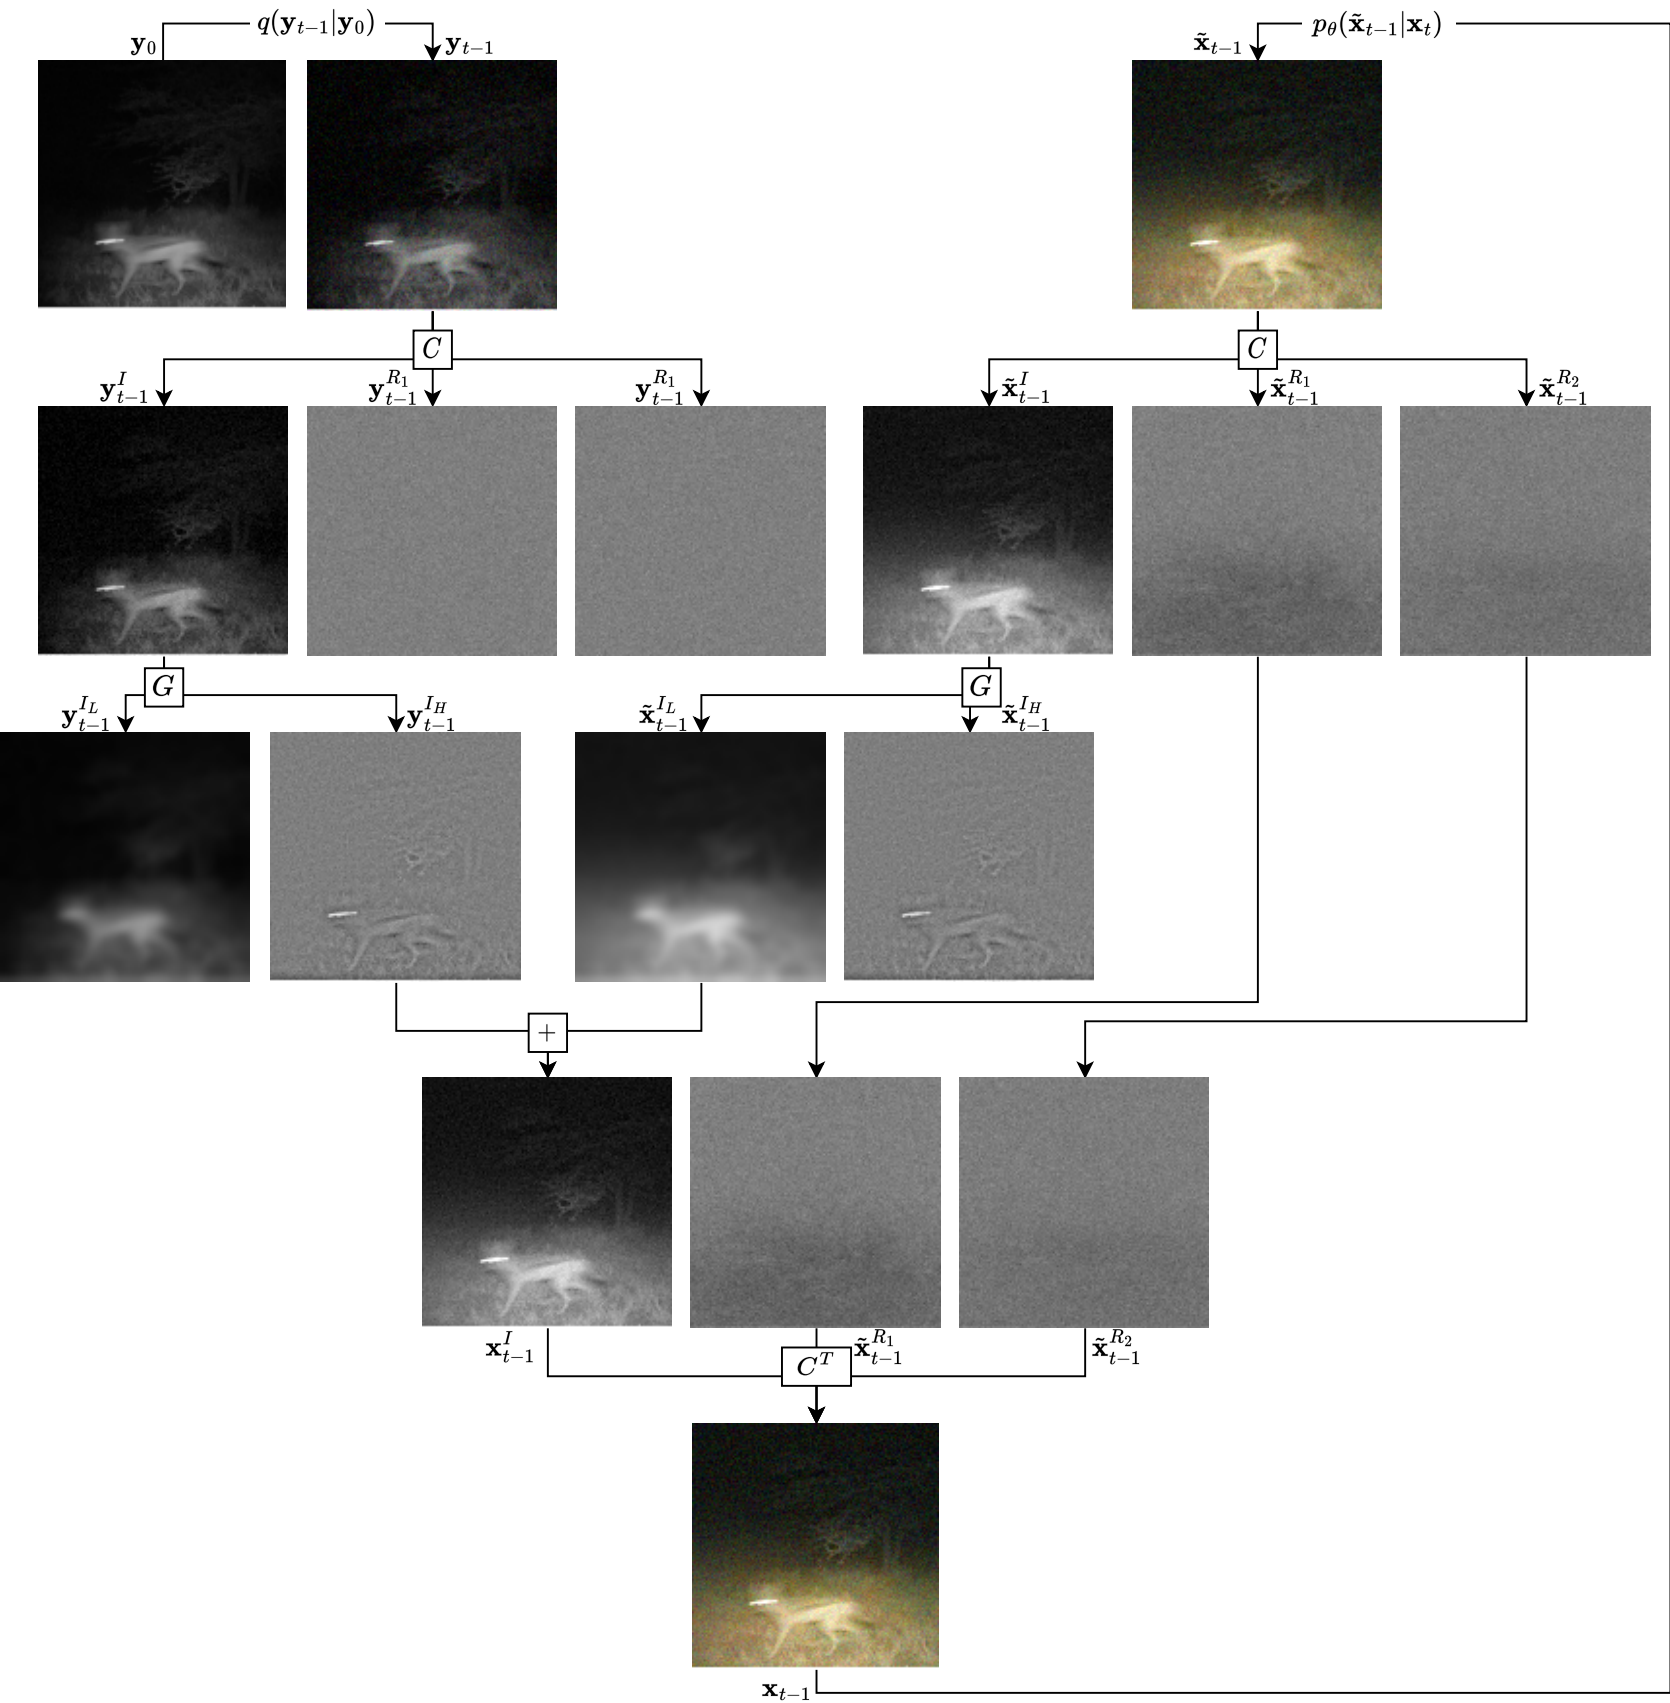 q(y_{t−1}|y_0)
p_θ(x̃_{t−1}|x_t)
y_0
y_{t−1}
x̃_{t−1}
C
C
y^I_{t−1}
y^{R_1}_{t−1}
y^{R_1}_{t−1}
x̃^I_{t−1}
x̃^{R_1}_{t−1}
x̃^{R_2}_{t−1}
G
G
y^{I_L}_{t−1}
y^{I_H}_{t−1}
x̃^{I_L}_{t−1}
x̃^{I_H}_{t−1}
+
x^I_{t−1}
x̃^{R_1}_{t−1}
x̃^{R_2}_{t−1}
C^T
x_{t−1}